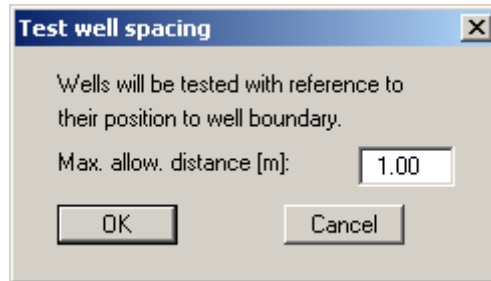 Test well spacing
Wells will be tested with reference to
their position to well boundary.
Max. allow. distance [m]: 1.00
OK Cancel